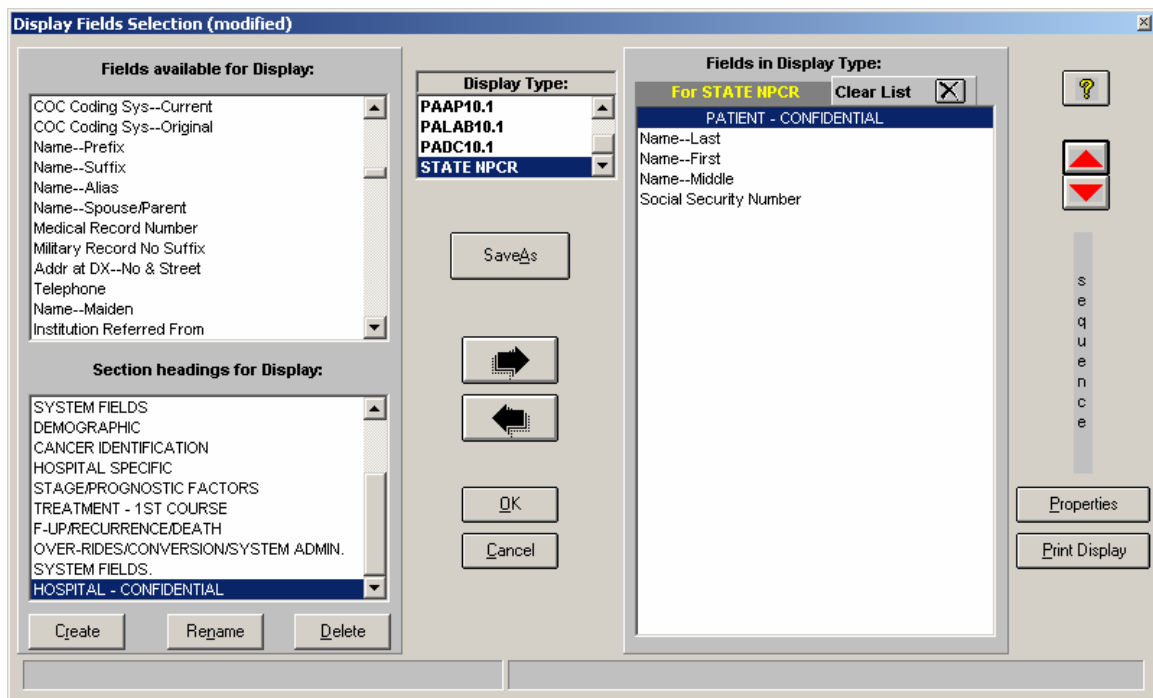 Display Fields Selection (modified)
Fields available for Display:
COC Coding Sys--Current
COC Coding Sys--Original
Name--Prefix
Name--Suffix
Name--Alias
Name--Spouse/Parent
Medical Record Number
Military Record No Suffix
Addr at DX--No & Street
Telephone
Name--Maiden
Institution Referred From
Section headings for Display:
SYSTEM FIELDS
DEMOGRAPHIC
CANCER IDENTIFICATION
HOSPITAL SPECIFIC
STAGE/PROGNOSTIC FACTORS
TREATMENT - 1ST COURSE
F-UP/RECURRENCE/DEATH
OVER-RIDES/CONVERSION/SYSTEM ADMIN.
SYSTEM FIELDS.
HOSPITAL - CONFIDENTIAL
Create Rename Delete
Display Type:
PAAP10.1
PALAB10.1
PADC10.1
STATE NPCR
SaveAs
OK
Cancel
Fields in Display Type:
For STATE NPCR Clear List
PATIENT - CONFIDENTIAL
Name--Last
Name--First
Name--Middle
Social Security Number
?
sequence
Properties
Print Display